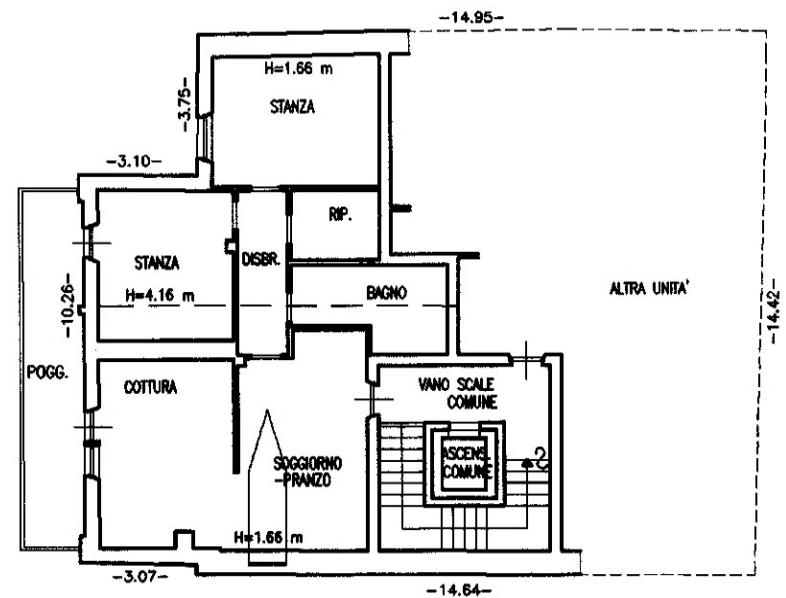 -14.95-
H=1.66 m
STANZA
-3.75-
-3.10-
RIP.
STANZA
DISBR.
H=4.16 m
BAGNO
ALTRA UNITA'
-10.26-
-14.42-
POGG.
COTTURA
VANO SCALE
COMUNE
ASCENS.
COMUNE
SOGGIORNO
-PRANZO
H=1.66 m
-3.07-
-14.64-